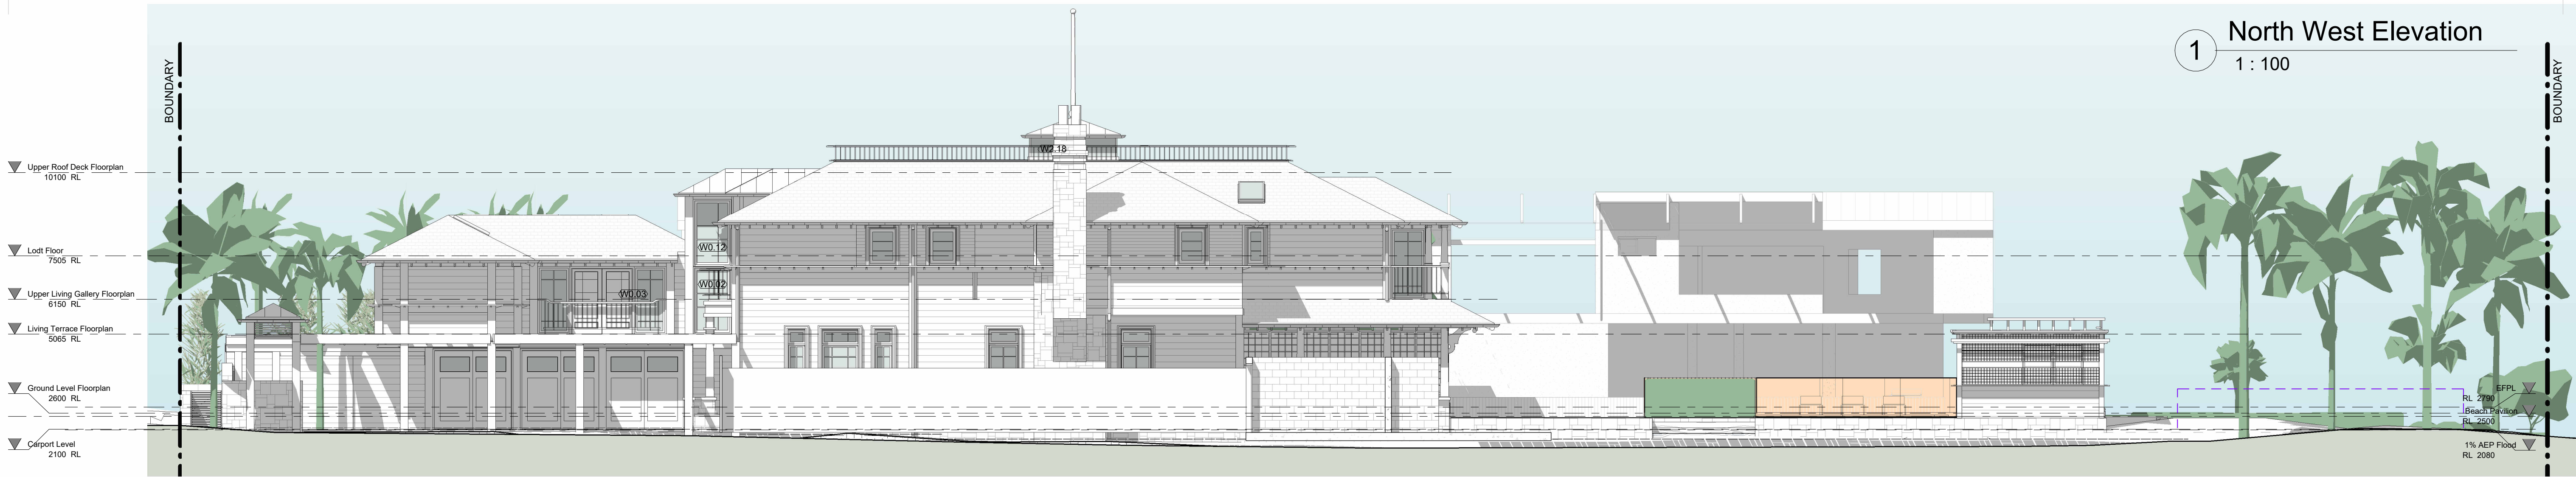 1
North West Elevation
1 : 100
BOUNDARY
BOUNDARY
Upper Roof Deck Floorplan
10100 RL
Lodt Floor
7505 RL
Upper Living Gallery Floorplan
6150 RL
Living Terrace Floorplan
5065 RL
Ground Level Floorplan
2600 RL
Carport Level
2100 RL
W2.18
W0.12
W0.02
W0.03
EFPL
RL 2790
Beach Pavilion
RL 2500
1% AEP Flood
RL 2080